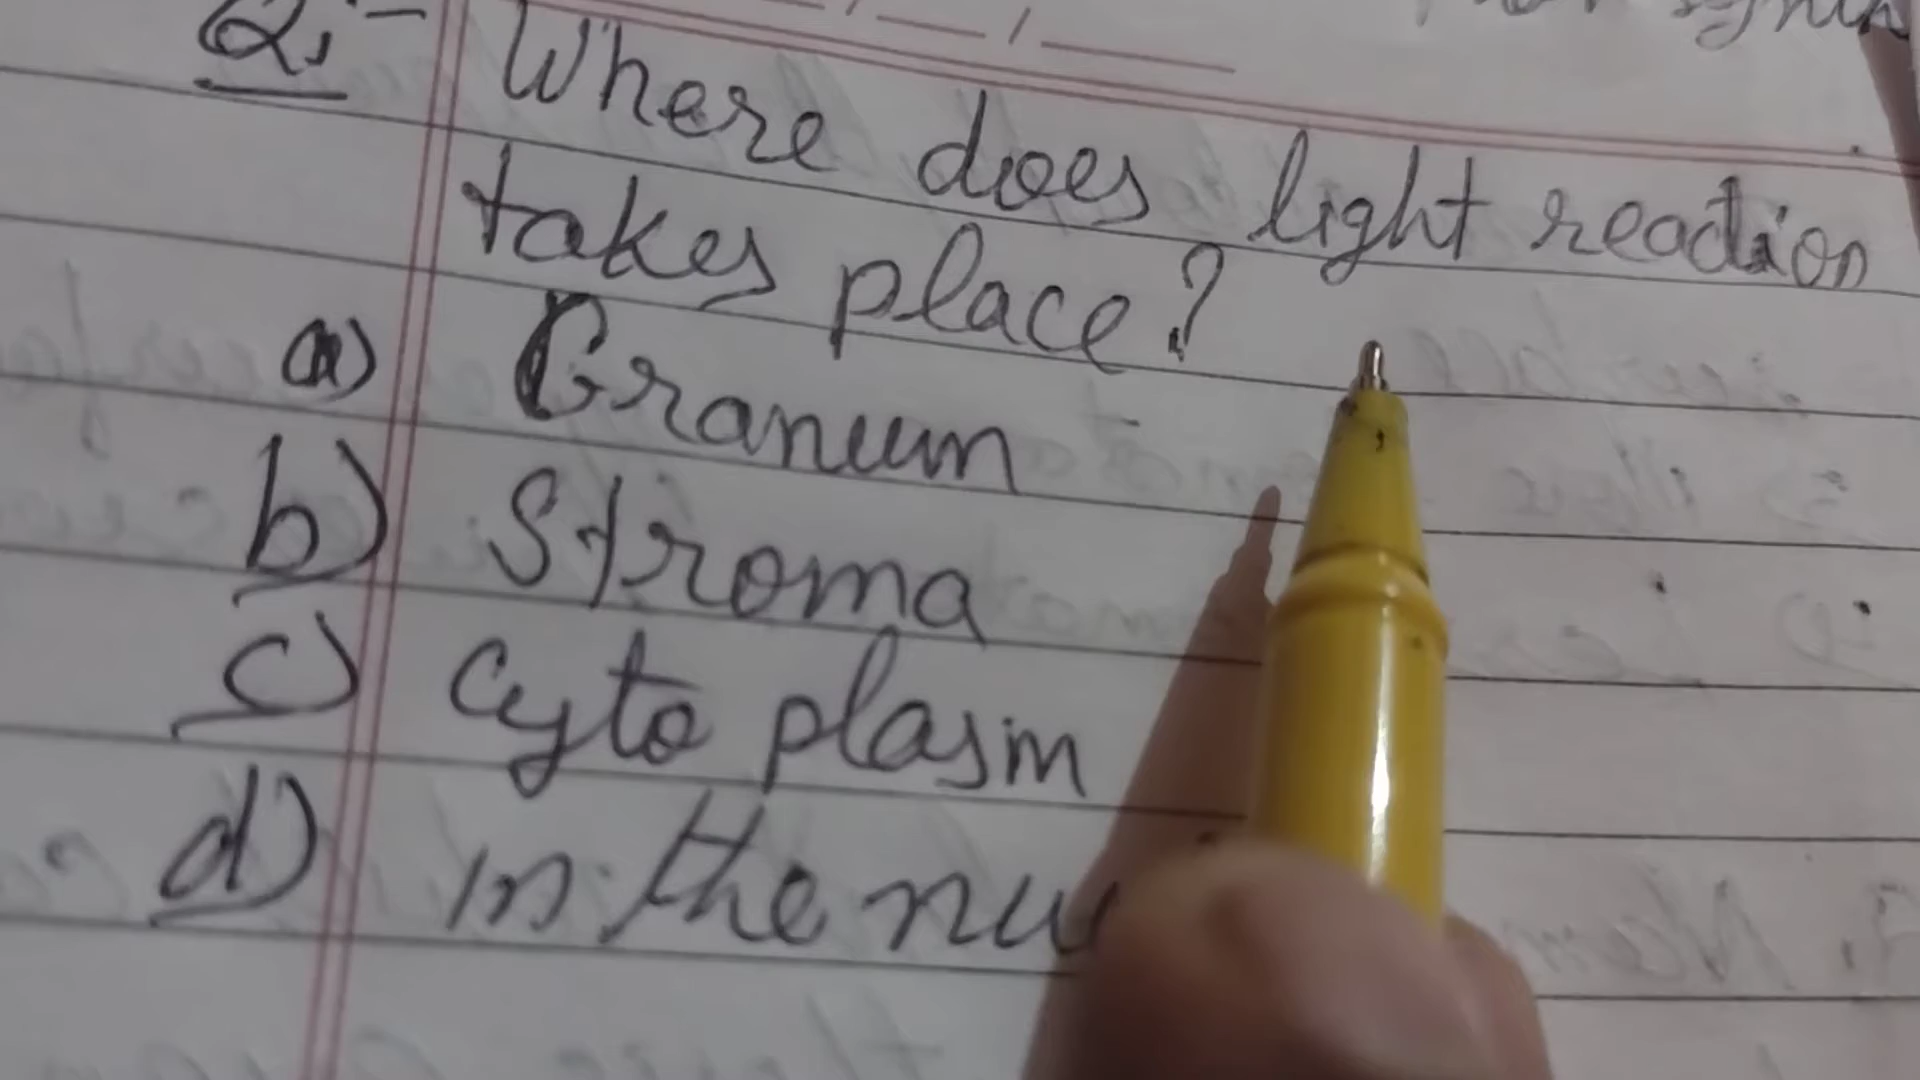 Q.- Where does light reaction
takes place?
a) Granum
b) Stroma
c) Cyto plasm
d) in the